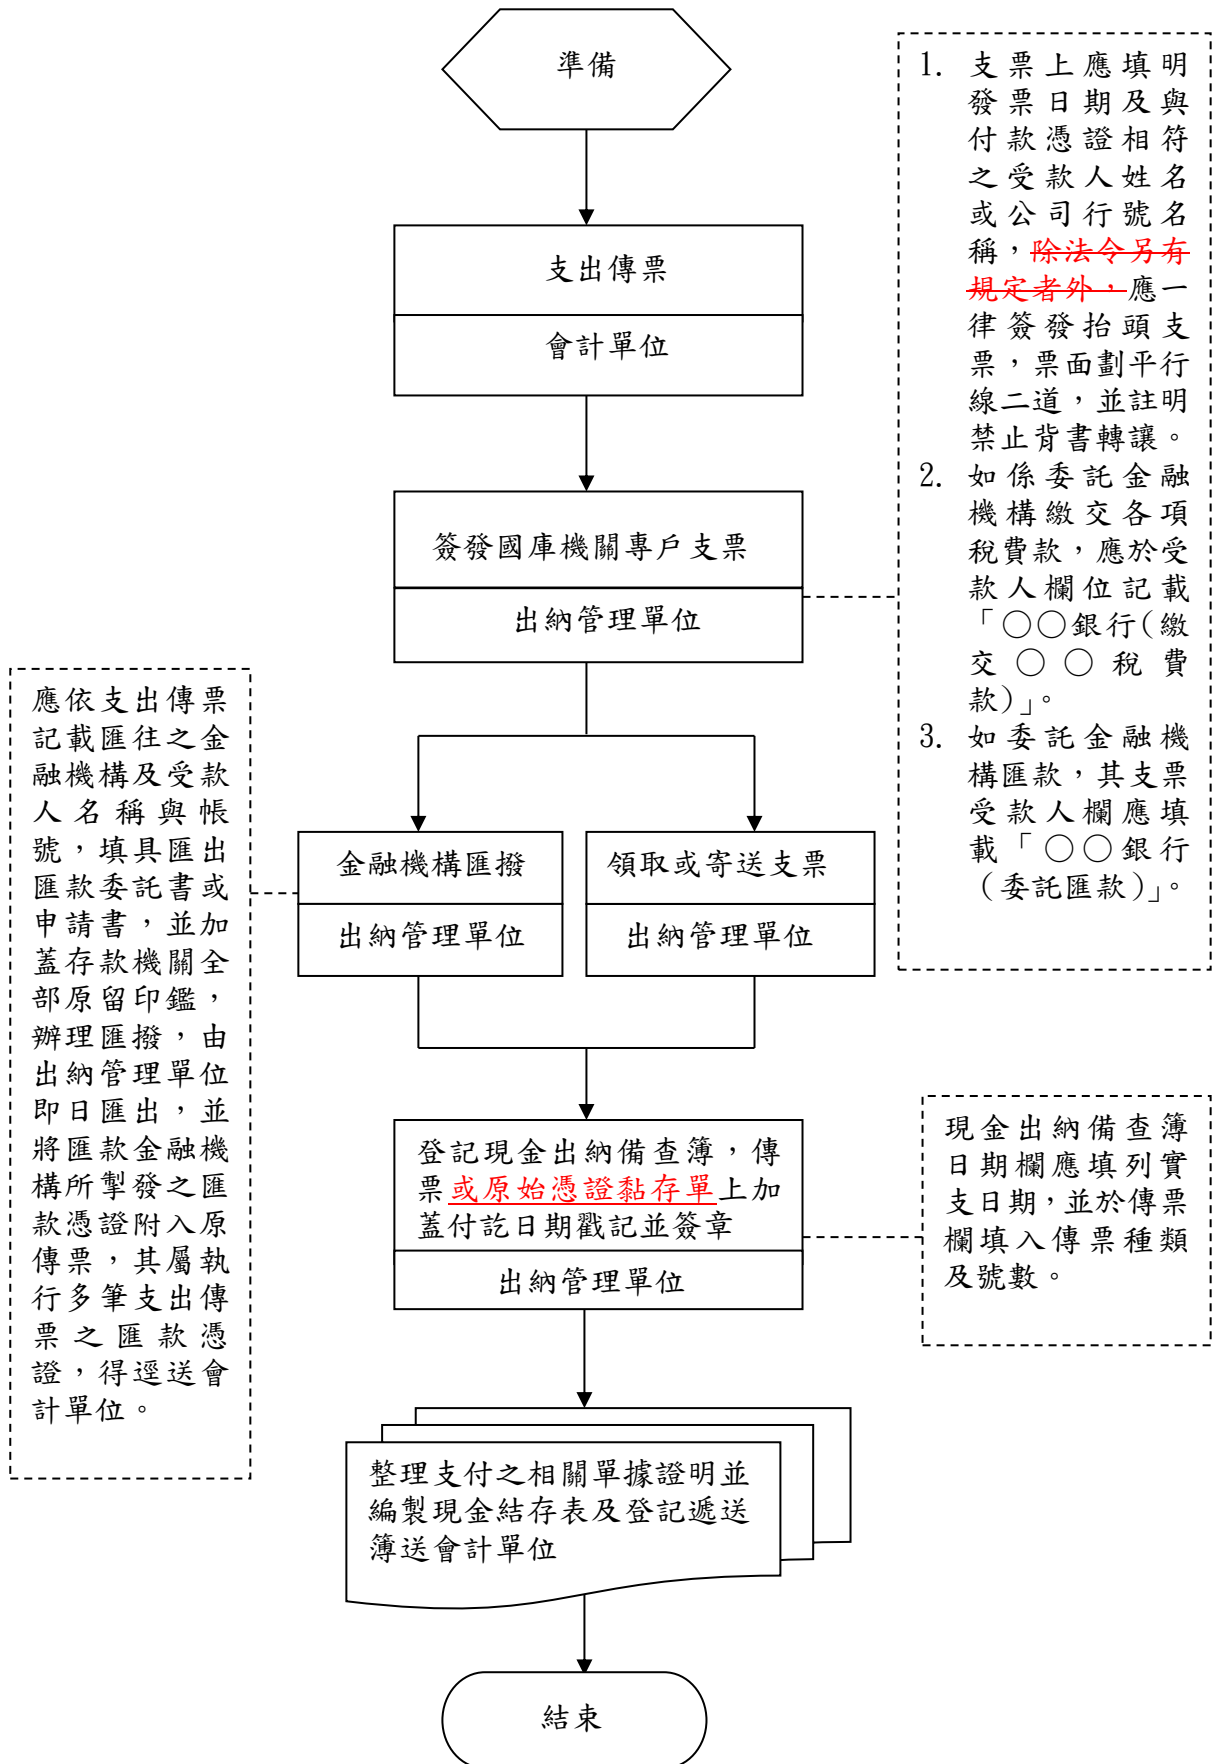 準備
支出傳票
會計單位
簽發國庫機關專戶支票
出納管理單位
1. 支票上應填明
發票日期及與
付款憑證相符
之受款人姓名
或公司行號名
稱，除法令另有
規定者外，應一
律簽發抬頭支
票，票面劃平行
線二道，並註明
禁止背書轉讓。
2. 如係委託金融
機構繳交各項
稅費款，應於受
款人欄位記載
「○○銀行(繳
交○○稅費
款)」。
3. 如委託金融機
構匯款，其支票
受款人欄應填
載「○○銀行
(委託匯款)」。
應依支出傳票
記載匯往之金
融機構及受款
人名稱與帳
號，填具匯出
匯款委託書或
申請書，並加
蓋存款機關全
部原留印鑑，
辦理匯撥，由
出納管理單位
即日匯出，並
將匯款金融機
構所掣發之匯
款憑證附入原
傳票，其屬執
行多筆支出傳
票之匯款憑
證，得逕送會
計單位。
金融機構匯撥
出納管理單位
領取或寄送支票
出納管理單位
登記現金出納備查簿，傳
票或原始憑證黏存單上加
蓋付訖日期戳記並簽章
出納管理單位
現金出納備查簿
日期欄應填列實
支日期，並於傳票
欄填入傳票種類
及號數。
整理支付之相關單據證明並
編製現金結存表及登記遞送
簿送會計單位
結束